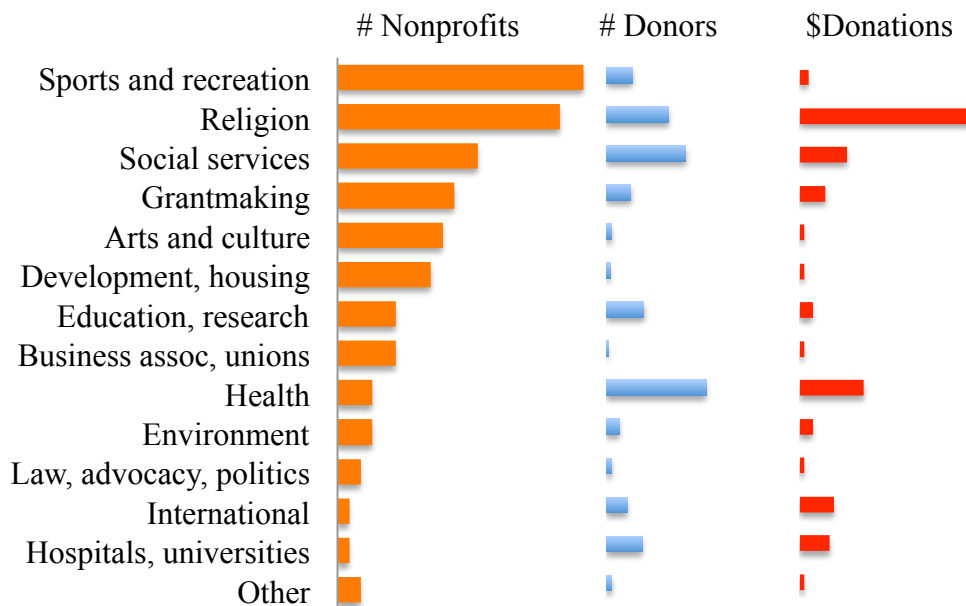 # Nonprofits # Donors $Donations
Sports and recreation
Religion
Social services
Grantmaking
Arts and culture
Development, housing
Education, research
Business assoc, unions
Health
Environment
Law, advocacy, politics
International
Hospitals, universities
Other